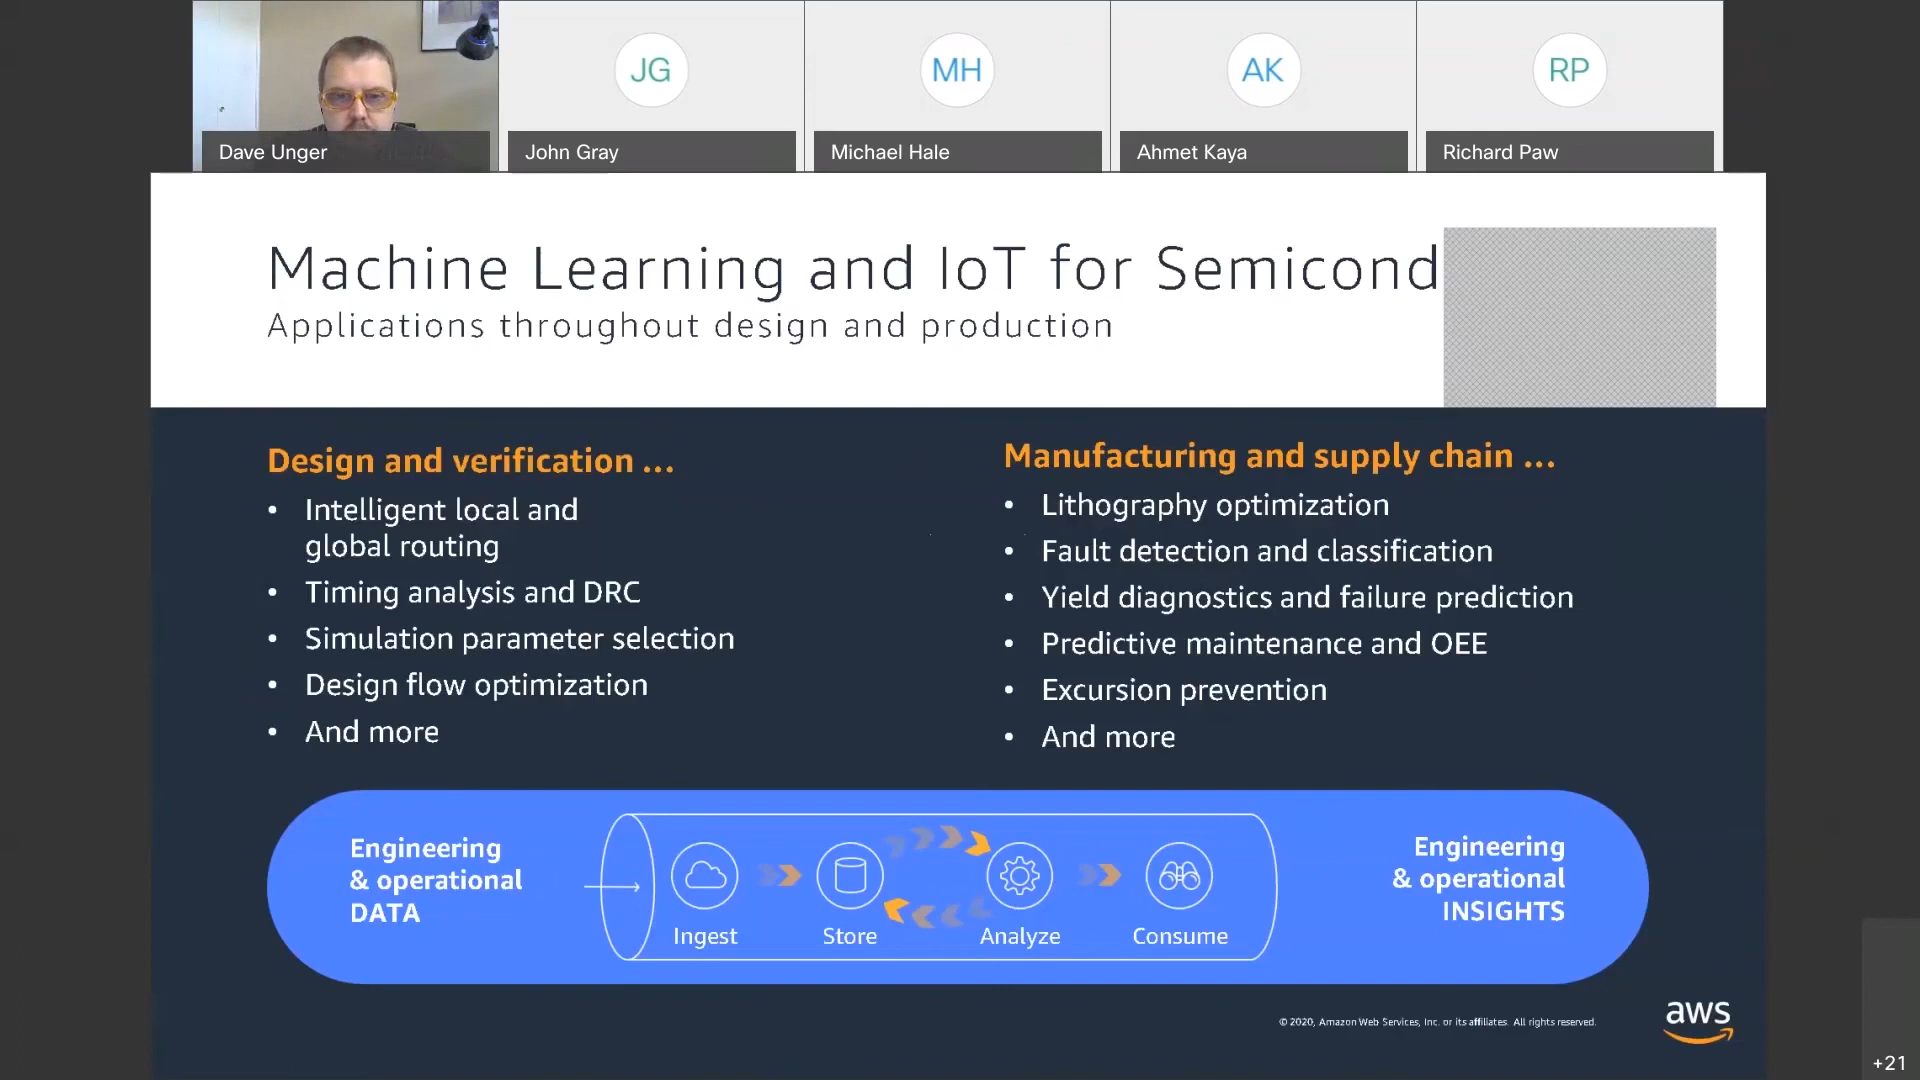 JG
MH
AK
RP
Dave Unger
John Gray
Michael Hale
Ahmet Kaya
Richard Paw
Machine Learning and IoT for Semicond
Applications throughout design and production
Design and verification ...
• Intelligent local and
global routing
• Timing analysis and DRC
• Simulation parameter selection
• Design flow optimization
• And more
Manufacturing and supply chain ...
• Lithography optimization
• Fault detection and classification
• Yield diagnostics and failure prediction
• Predictive maintenance and OEE
• Excursion prevention
• And more
Engineering
& operational
DATA
Ingest
Store
Analyze
Consume
Engineering
& operational
INSIGHTS
© 2020, Amazon Web Services, Inc. or its affiliates. All rights reserved.
aws
+21